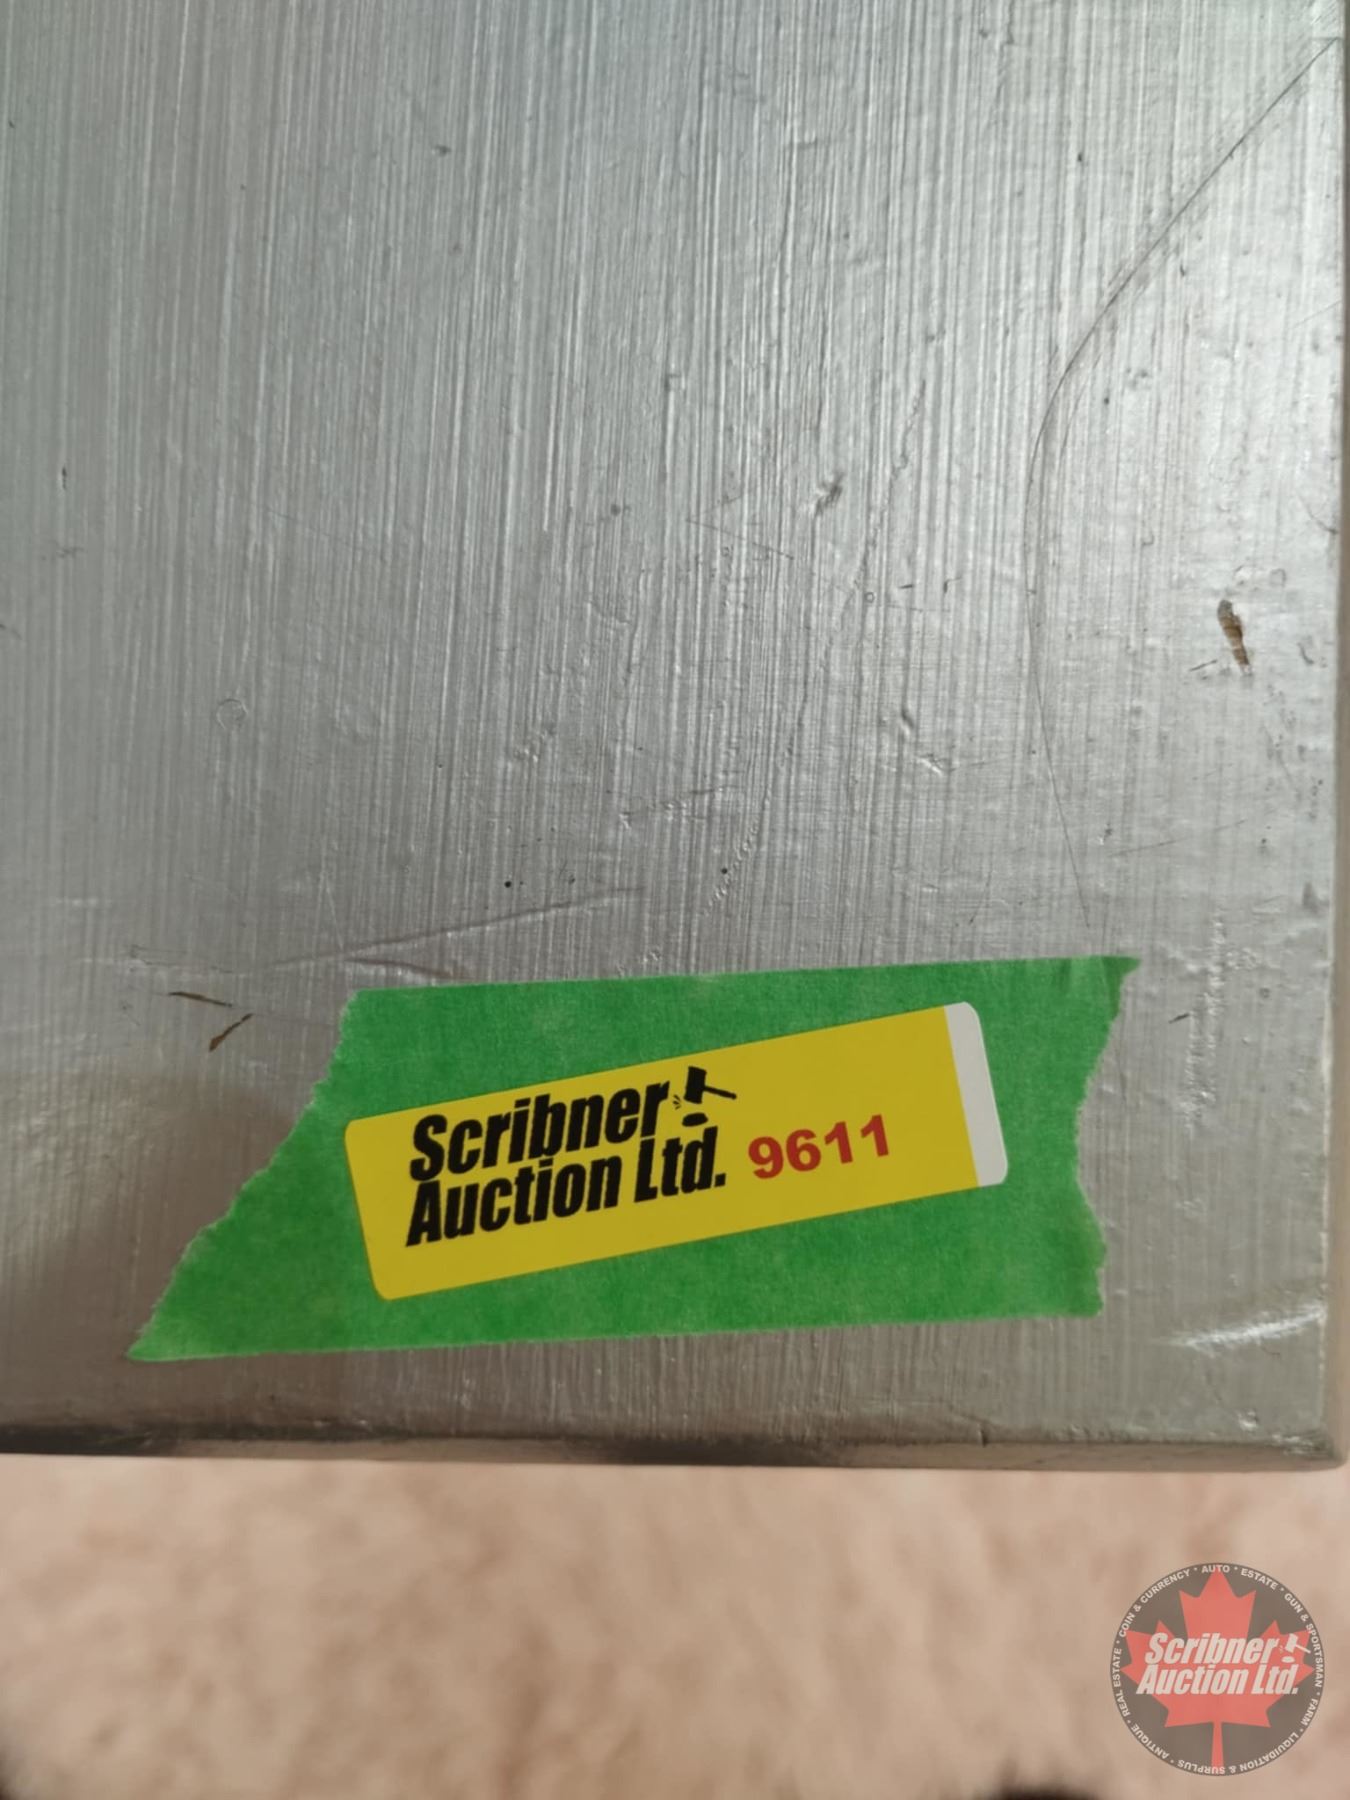 Scribner
Auction Ltd. 9611
Scribner
Auction Ltd.
ANTIQUE • REAL ESTATE • COIN & CURRENCY • AUTO • ESTATE • GUN & SPORTSMAN • FARM • LIQUIDATION & SURPLUS •